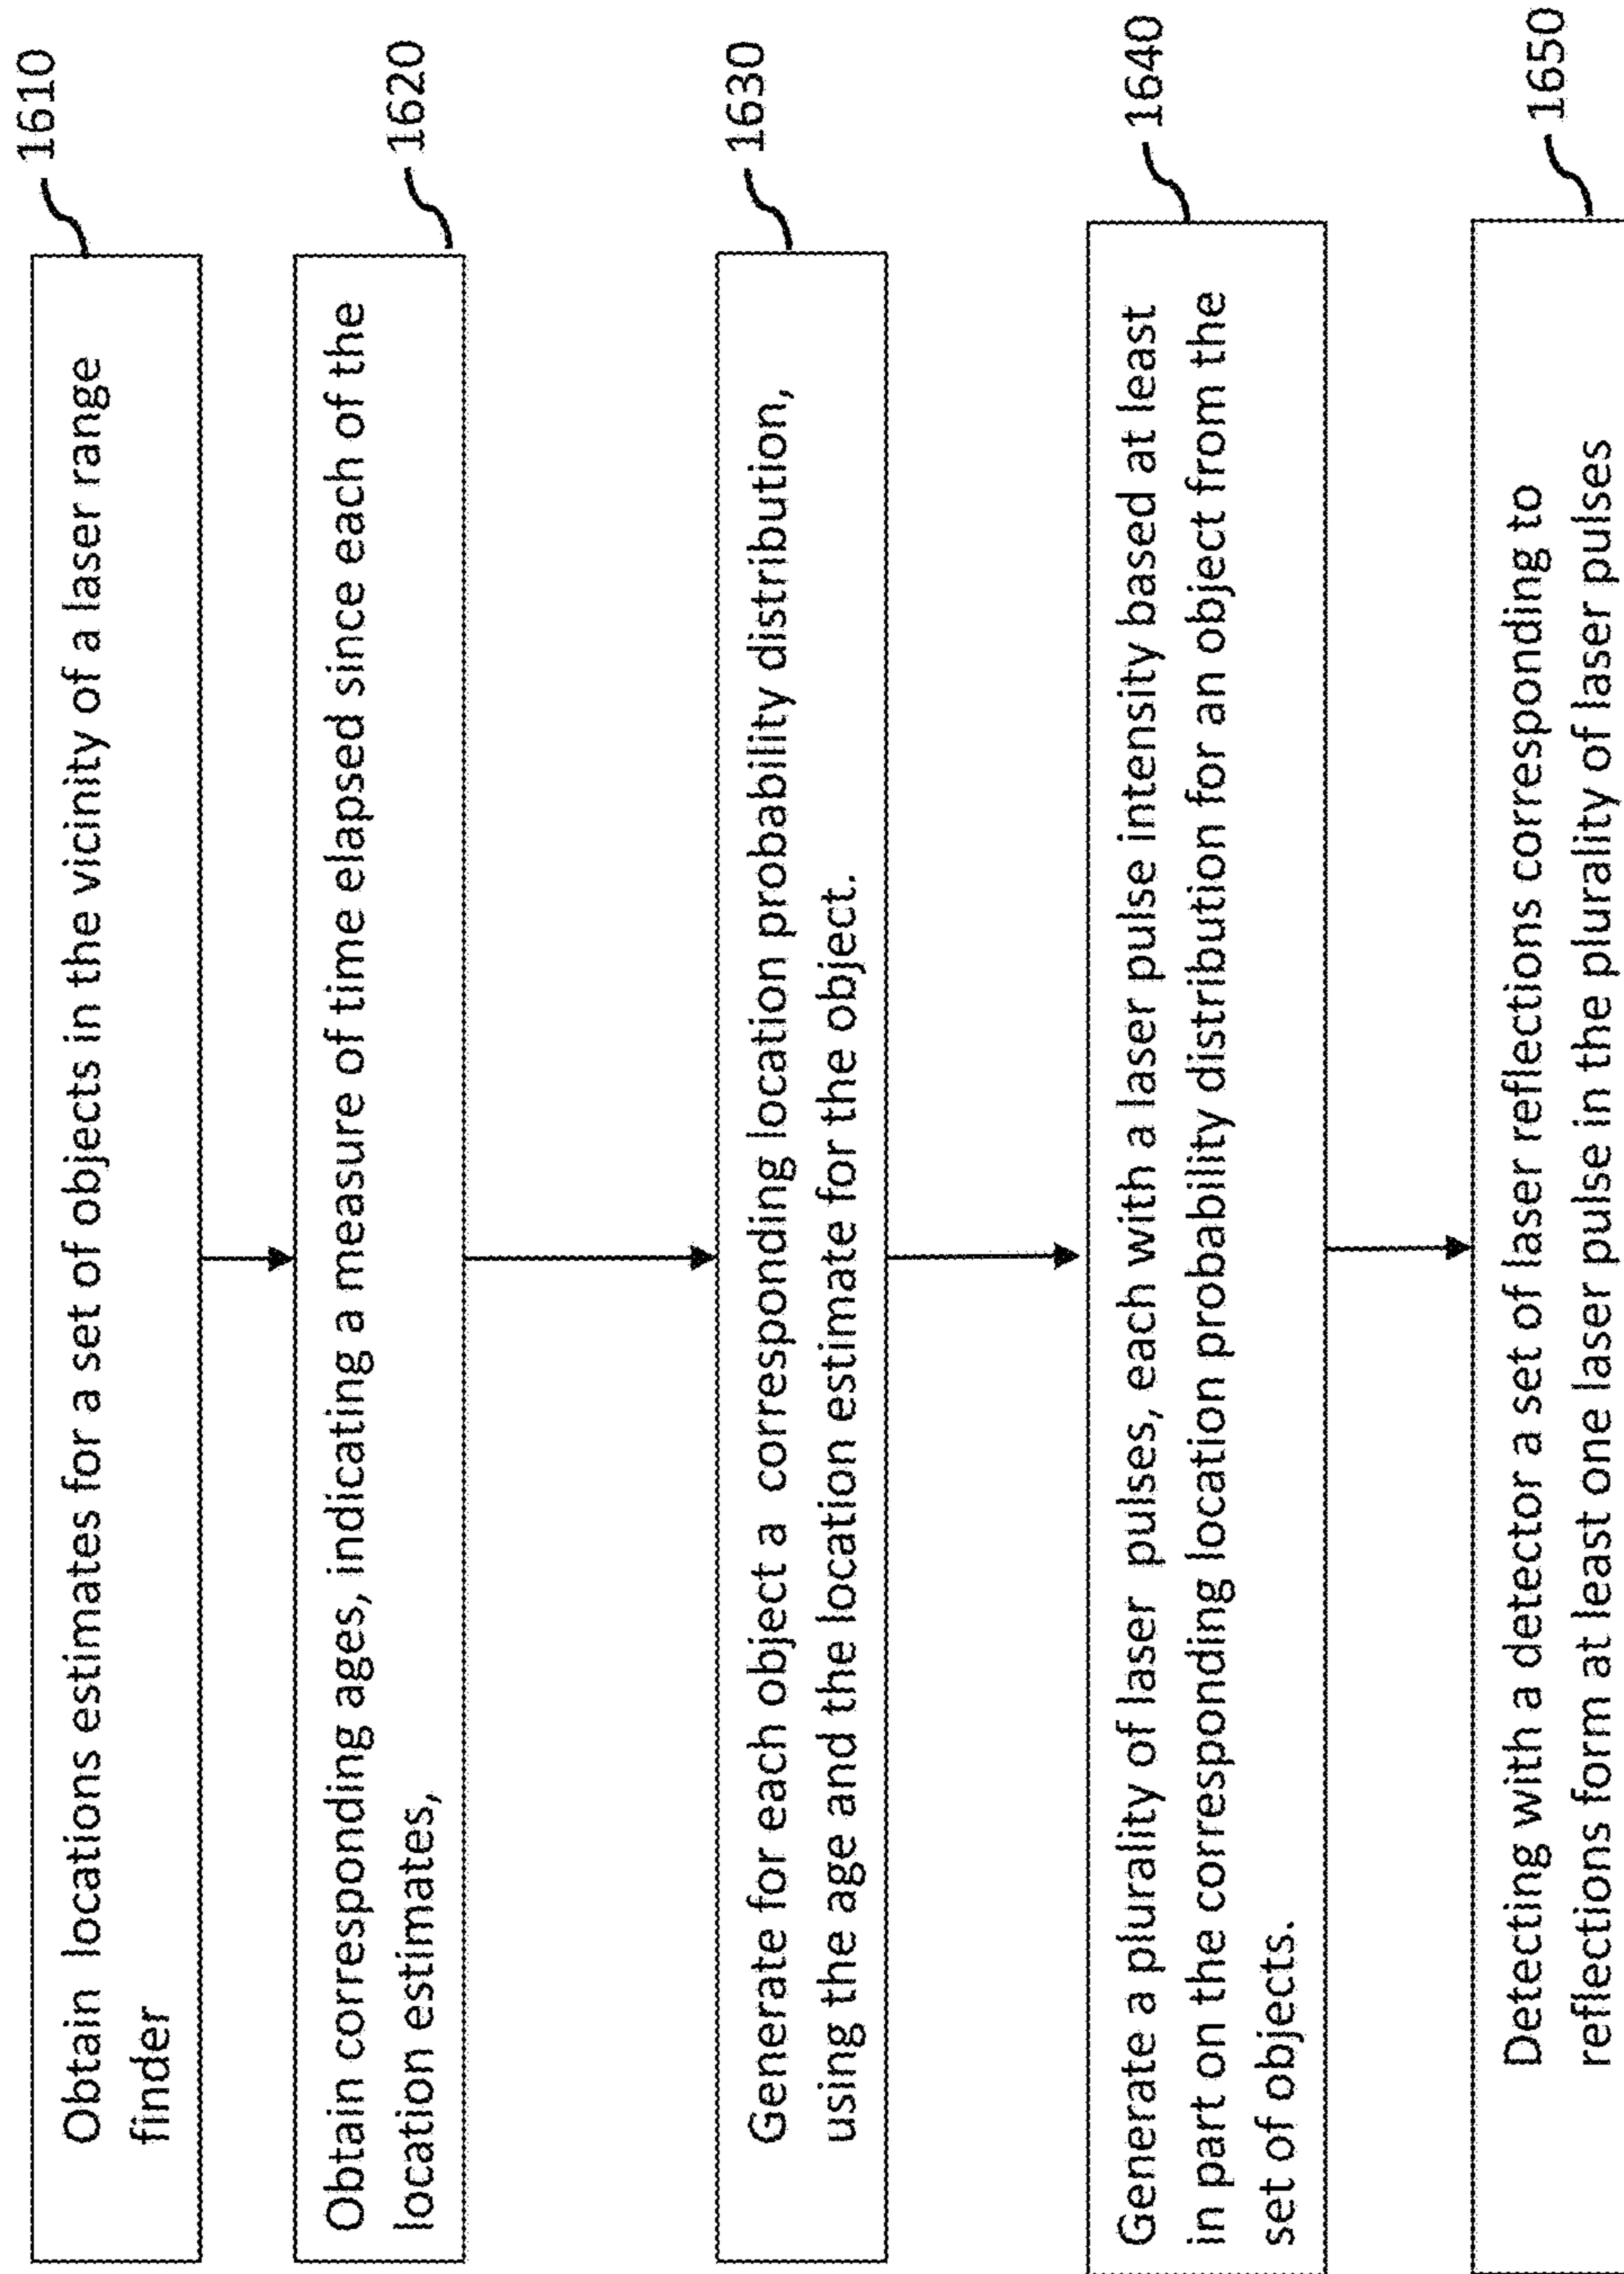 1610
Obtain locations estimates for a set of objects in the vicinity of a laser range
finder
1620
Obtain corresponding ages, indicating a measure of time elapsed since each of the
location estimates,
1630
Generate for each object a corresponding location probability distribution,
using the age and the location estimate for the object.
1640
Generate a plurality of laser pulses, each with a laser pulse intensity based at least
in part on the corresponding location probability distribution for an object from the
set of objects.
1650
Detecting with a detector a set of laser reflections corresponding to
reflections form at least one laser pulse in the plurality of laser pulses